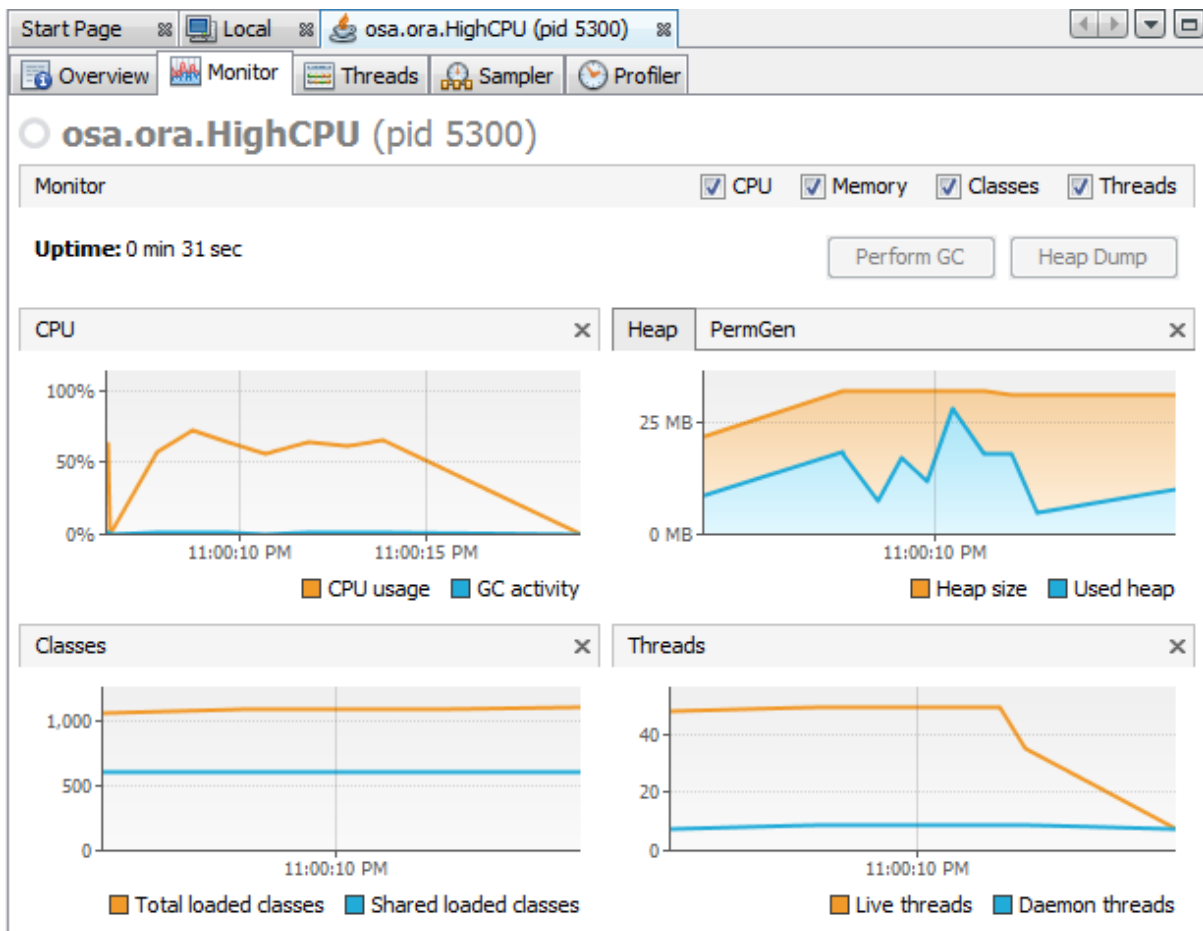 Start Page Local osa.ora.HighCPU (pid 5300)
Overview Monitor Threads Sampler Profiler
osa.ora.HighCPU (pid 5300)
Monitor CPU Memory Classes Threads
Uptime: 0 min 31 sec Perform GC Heap Dump
CPU
100%
50%
0%
11:00:10 PM 11:00:15 PM
CPU usage GC activity
Heap PermGen
25 MB
0 MB
11:00:10 PM
Heap size Used heap
Classes
1,000
500
0
11:00:10 PM
Total loaded classes Shared loaded classes
Threads
40
20
0
11:00:10 PM
Live threads Daemon threads